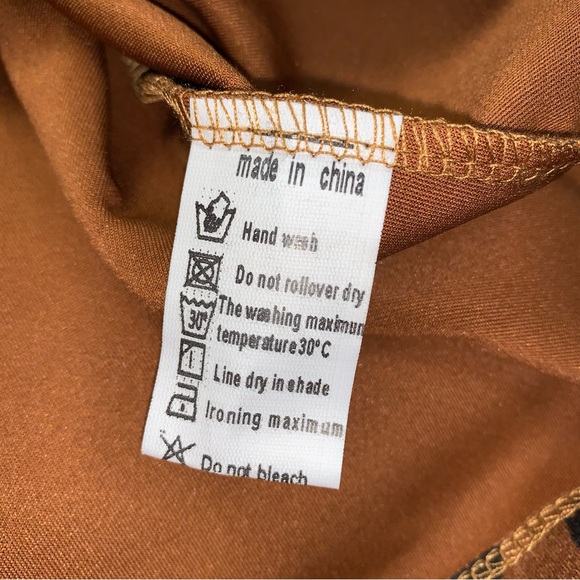 made in china
Hand wash
Do not rollover dry
30°
The washing maximum
temperature30°C
Line dry in shade
Ironing maximum
Do not bleach